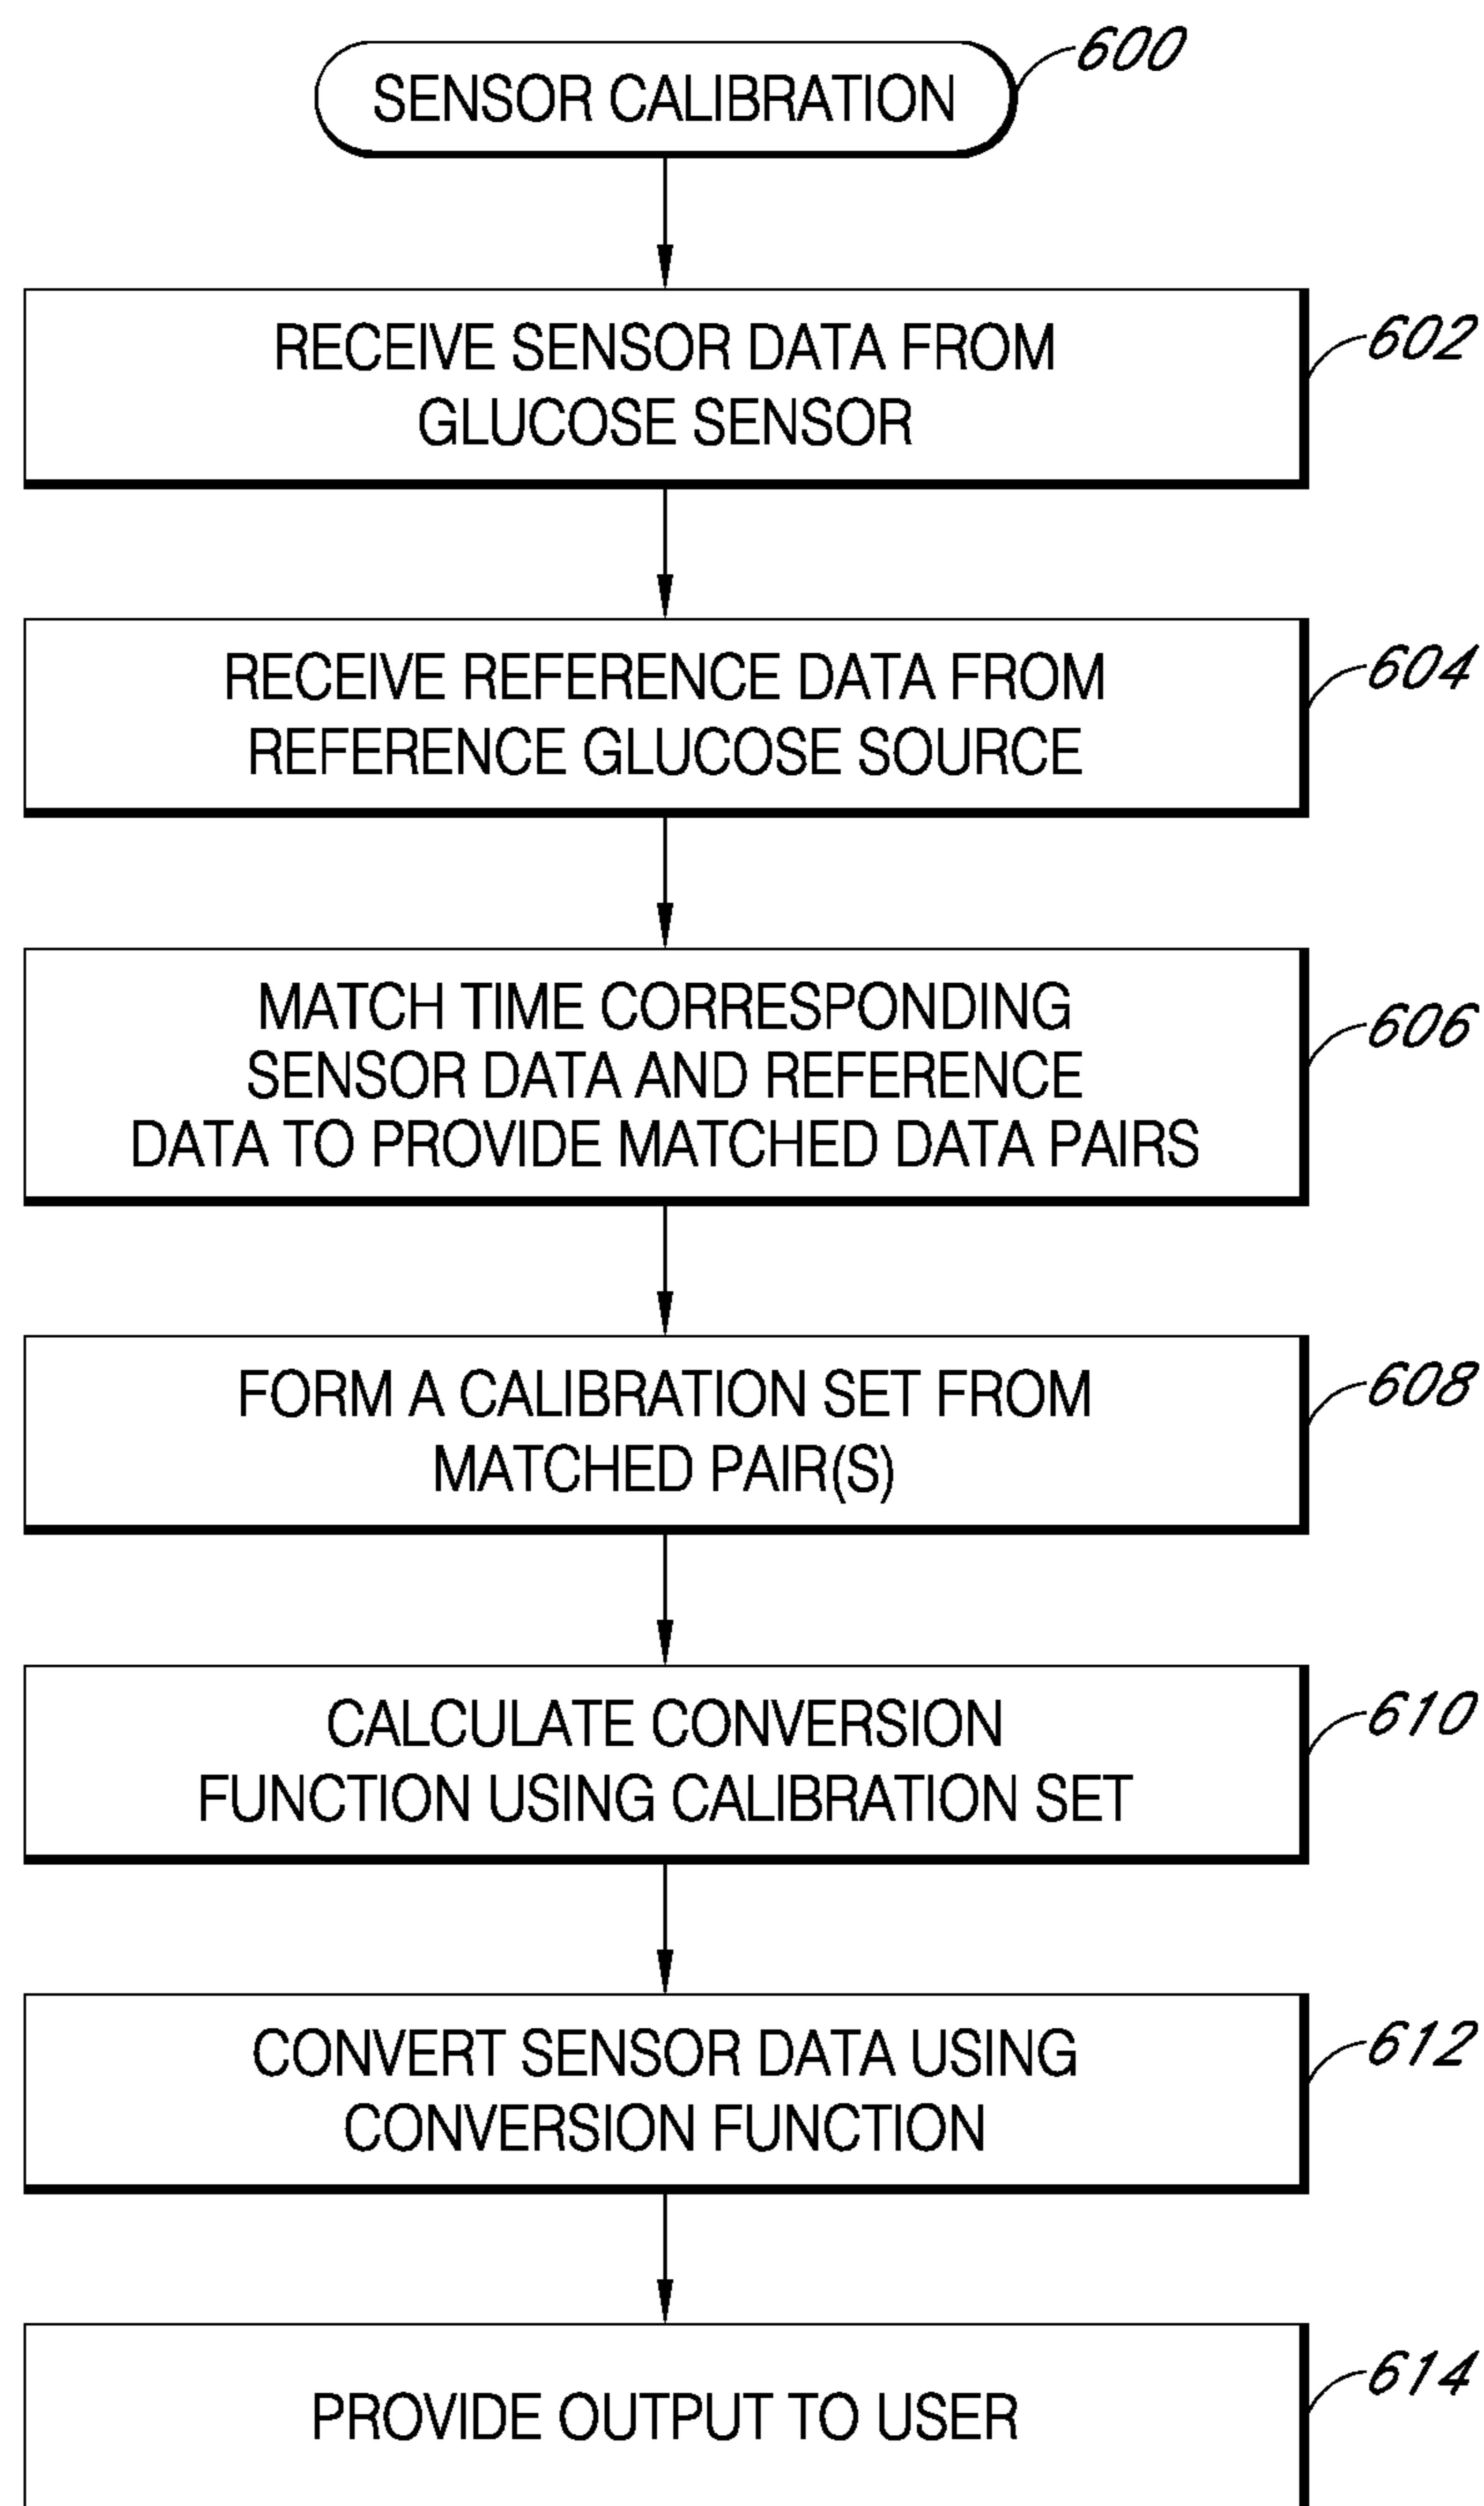 600
SENSOR CALIBRATION
602
RECEIVE SENSOR DATA FROM
GLUCOSE SENSOR
604
RECEIVE REFERENCE DATA FROM
REFERENCE GLUCOSE SOURCE
606
MATCH TIME CORRESPONDING
SENSOR DATA AND REFERENCE
DATA TO PROVIDE MATCHED DATA PAIRS
608
FORM A CALIBRATION SET FROM
MATCHED PAIR(S)
610
CALCULATE CONVERSION
FUNCTION USING CALIBRATION SET
612
CONVERT SENSOR DATA USING
CONVERSION FUNCTION
614
PROVIDE OUTPUT TO USER